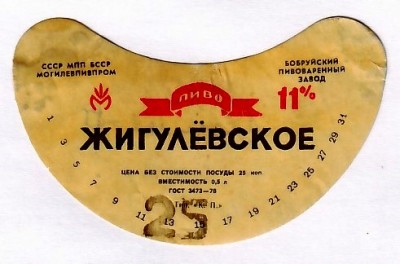 СССР МПП БССР
МОГИЛЕВПИВПРОМ
БОБРУЙСКИЙ
ПИВОВАРЕННЫЙ
ЗАВОД
ПИВО
11%
ЖИГУЛЁВСКОЕ
ЦЕНА БЕЗ СТОИМОСТИ ПОСУДЫ 25 коп.
ВМЕСТИМОСТЬ 0,5 л
ГОСТ 3473—78
1 3 5 7 9 11 13 15 17 19 21 23 25 27 29 31
25